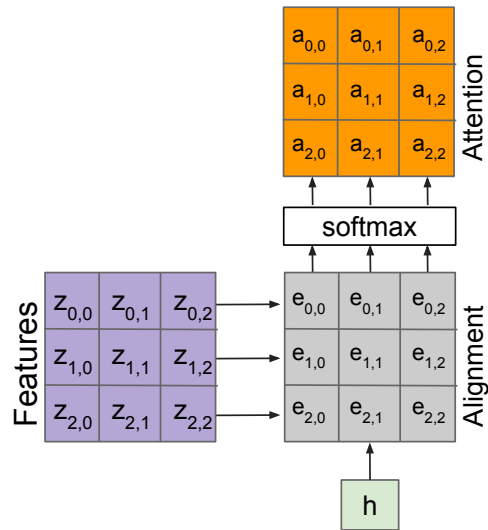 a0,0 a0,1 a0,2
a1,0 a1,1 a1,2
a2,0 a2,1 a2,2
Attention
softmax
Features
z0,0 z0,1 z0,2
z1,0 z1,1 z1,2
z2,0 z2,1 z2,2
e0,0 e0,1 e0,2
e1,0 e1,1 e1,2
e2,0 e2,1 e2,2
Alignment
h